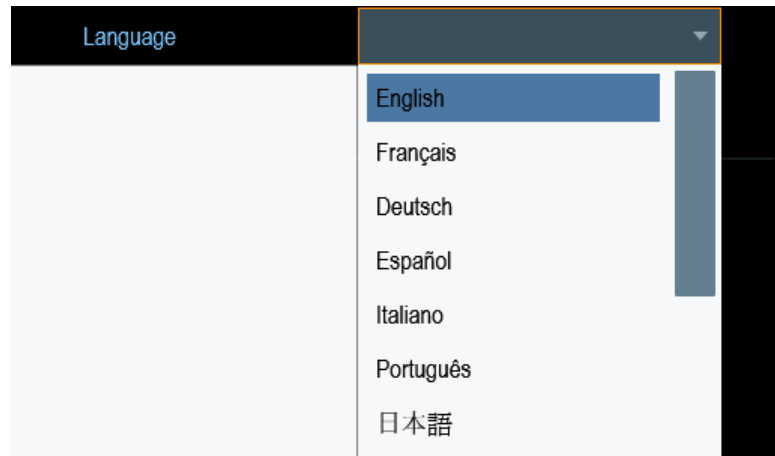 Language
English
Français
Deutsch
Español
Italiano
Português
日本語